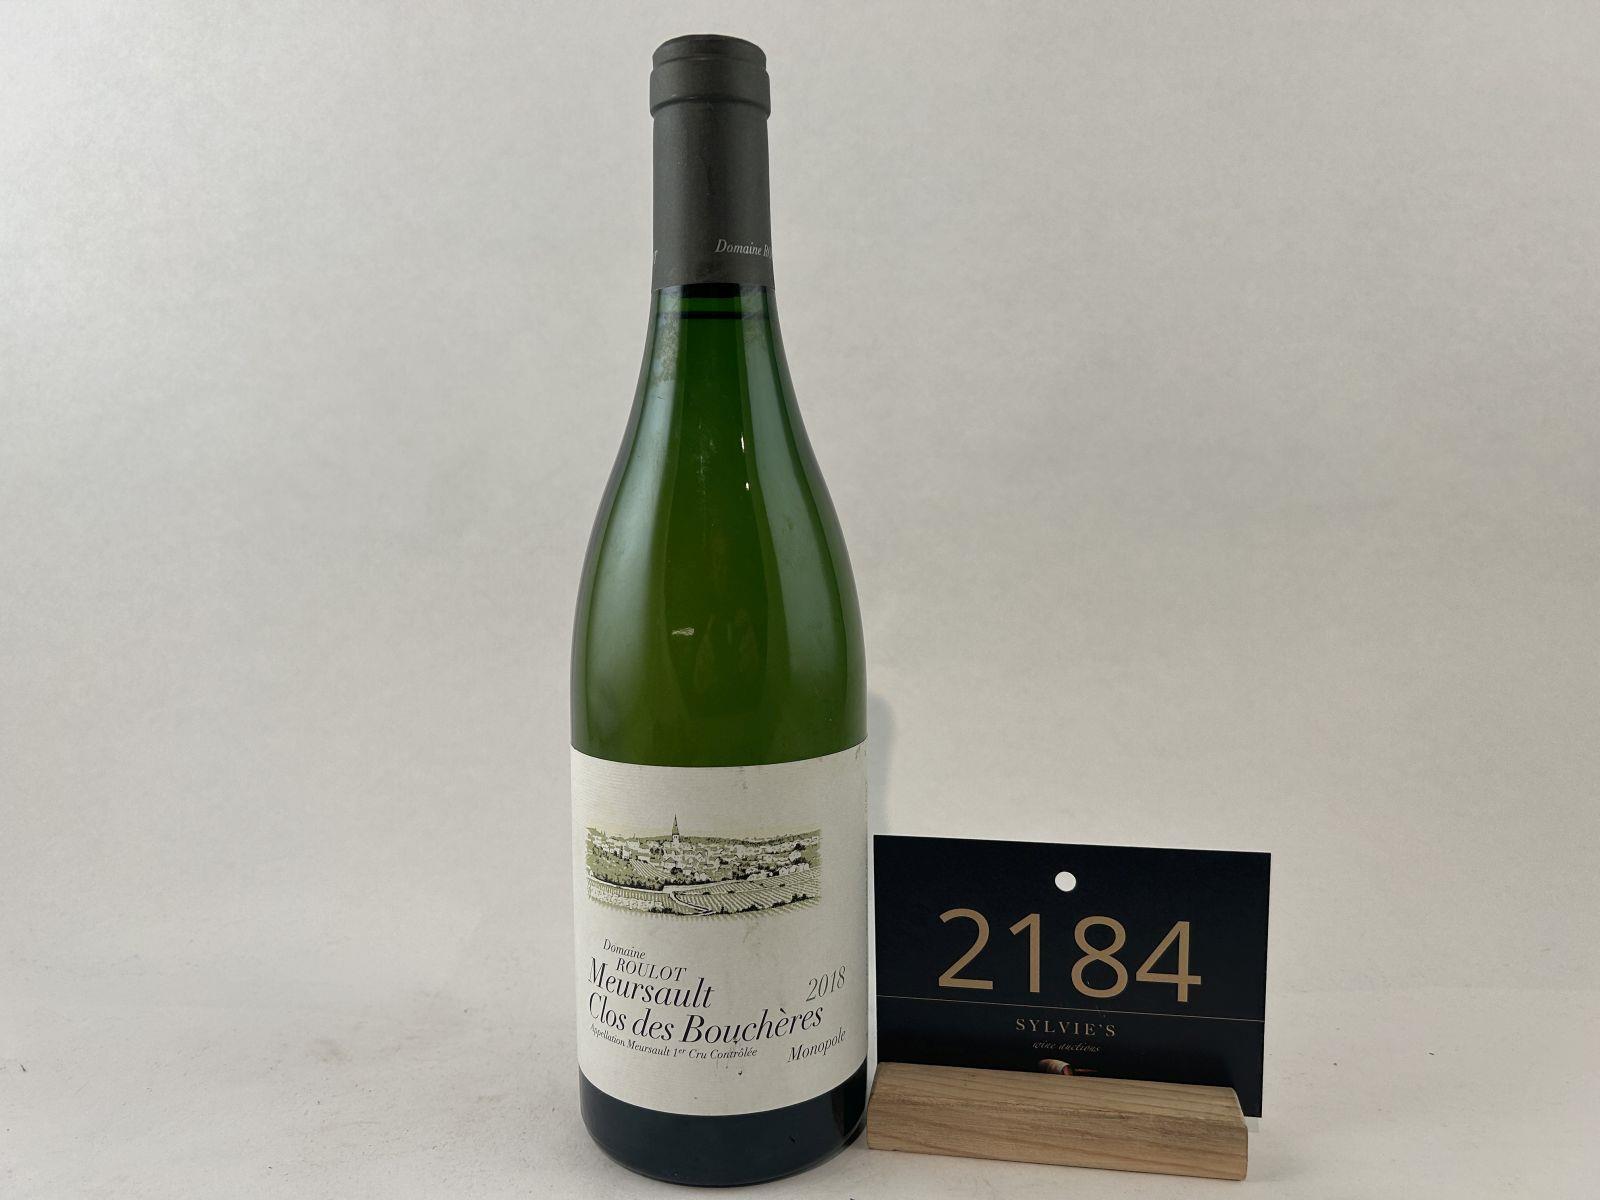 Domaine
Domaine
ROULOT
Meursault 2018
Clos des Bouchères
Appellation Meursault 1er Cru Contrôlée Monopole
2184
SYLVIE'S
wine auctions